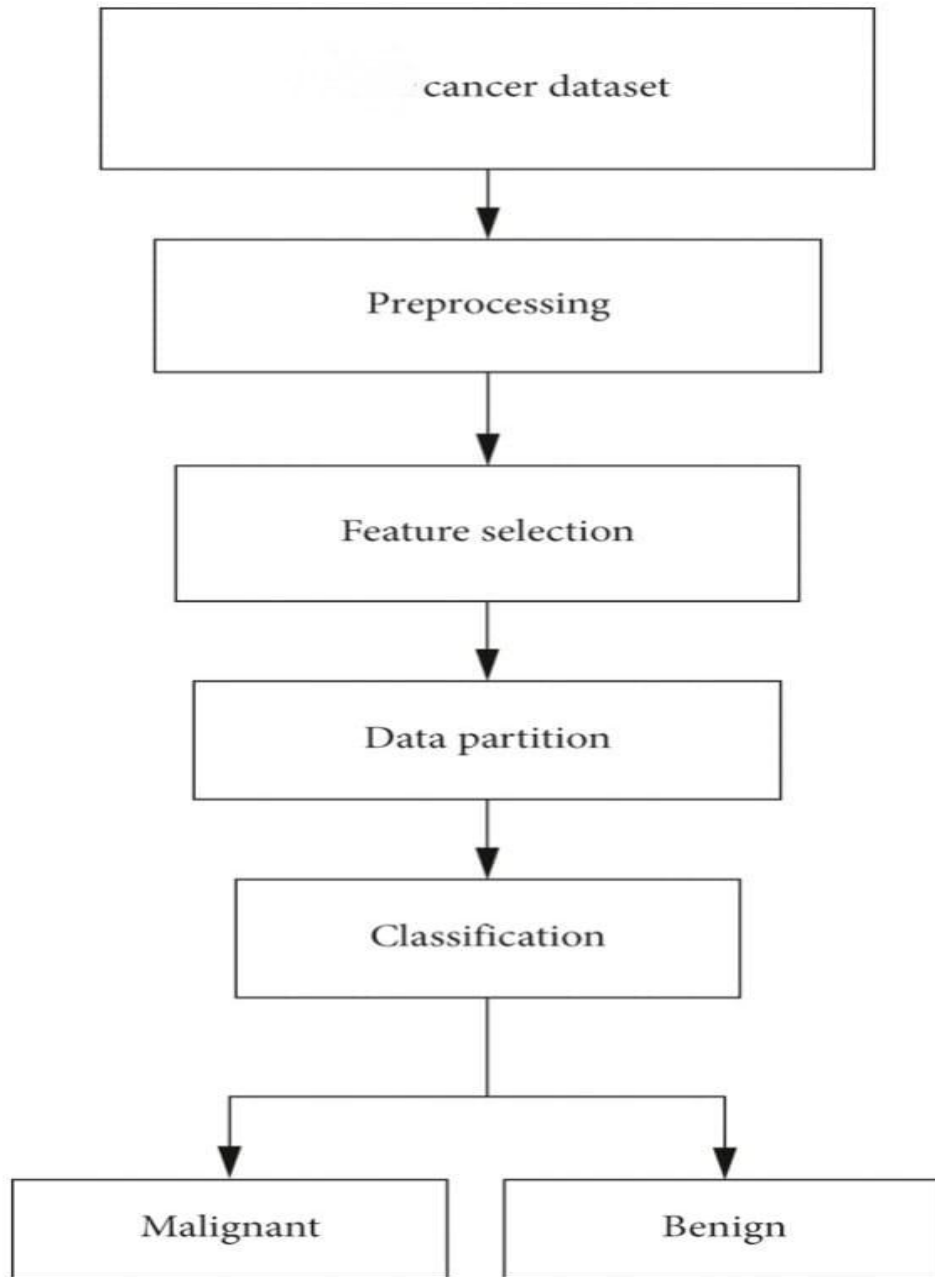 cancer dataset
Preprocessing
Feature selection
Data partition
Classification
Malignant
Benign